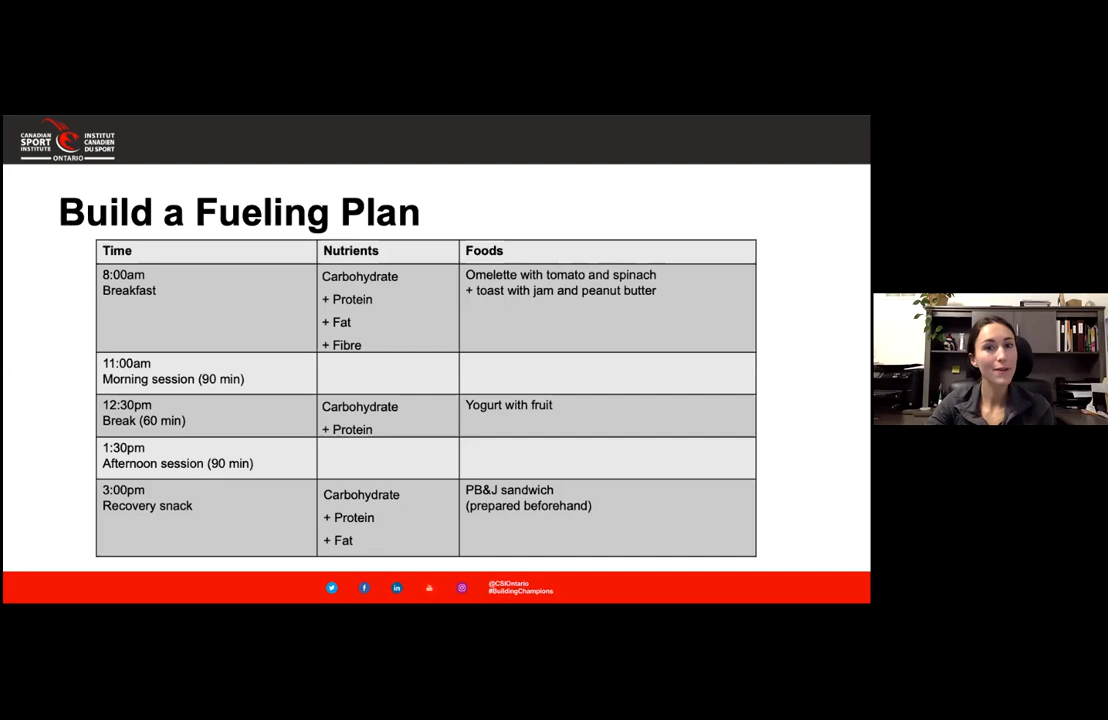 CANADIAN
SPORT
INSTITUTE
INSTITUT
CANADIEN
DU SPORT
ONTARIO
Build a Fueling Plan
Time Nutrients Foods
8:00am
Breakfast
Carbohydrate
+ Protein
+ Fat
+ Fibre
Omelette with tomato and spinach
+ toast with jam and peanut butter
11:00am
Morning session (90 min)
12:30pm
Break (60 min)
Carbohydrate
+ Protein
Yogurt with fruit
1:30pm
Afternoon session (90 min)
3:00pm
Recovery snack
Carbohydrate
+ Protein
+ Fat
PB&J sandwich
(prepared beforehand)
@CSIOntario
#BuildingChampions